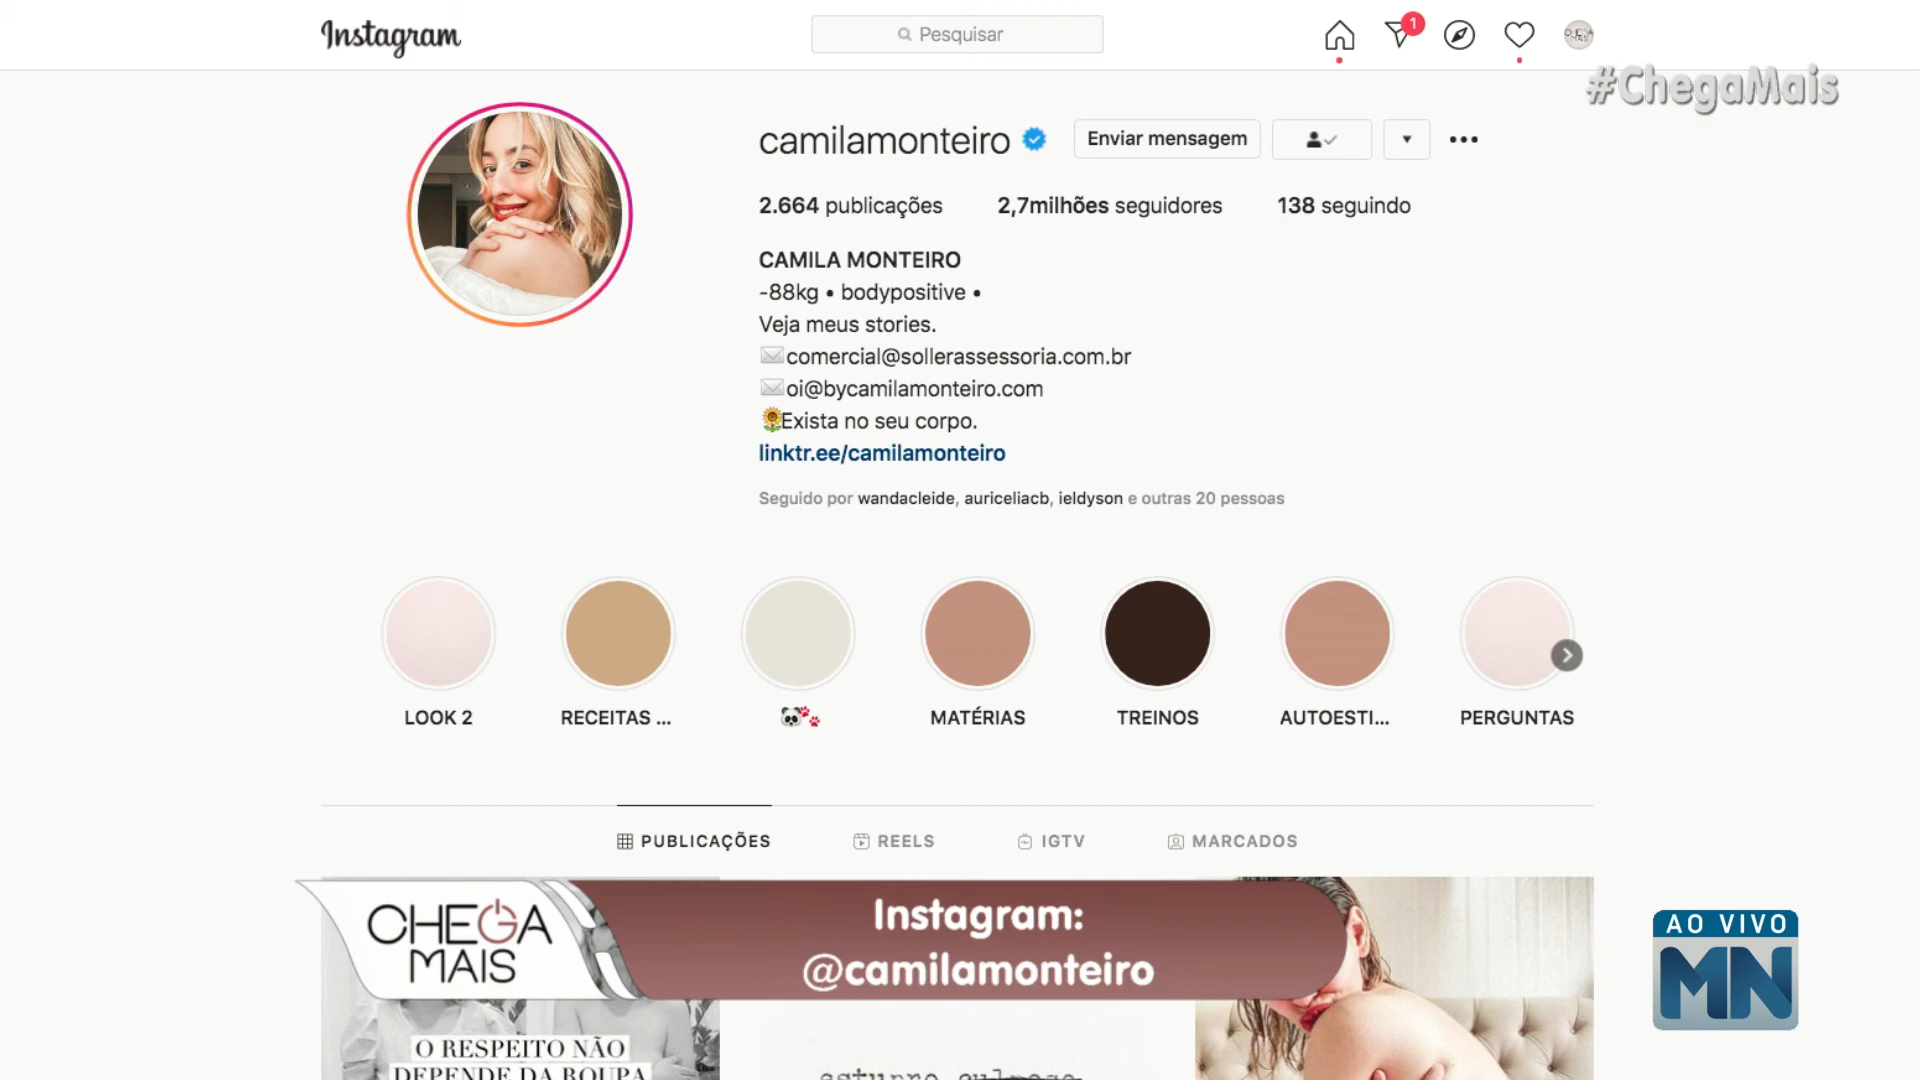 Instagram
Pesquisar
1
#ChegaMais
camilamonteiro
Enviar mensagem
2.664 publicações
2,7milhões seguidores
138 seguindo
CAMILA MONTEIRO
-88kg • bodypositive •
Veja meus stories.
✉️comercial@sollerassessoria.com.br
✉️oi@bycamilamonteiro.com
🌻Exista no seu corpo.
linktr.ee/camilamonteiro
Seguido por wandacleide, auriceliacb, ieldyson e outras 20 pessoas
LOOK 2
RECEITAS ...
🐼🐾
MATÉRIAS
TREINOS
AUTOESTI...
PERGUNTAS
PUBLICAÇÕES
REELS
IGTV
MARCADOS
CHEGA
MAIS
Instagram:
@camilamonteiro
AO VIVO
MN
O RESPEITO NÃO
DEPENDE DA ROUPA